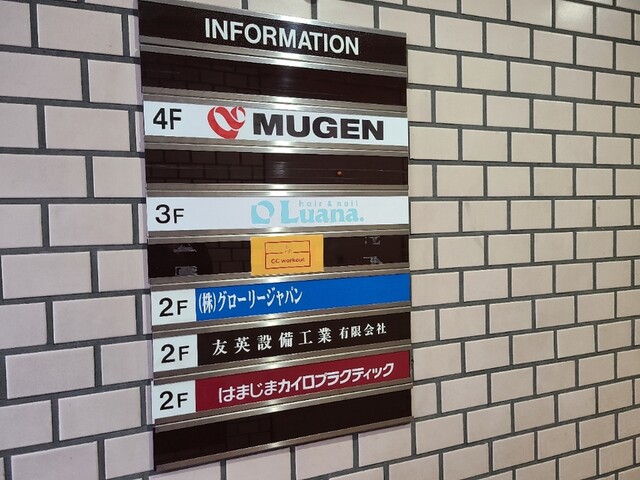 INFORMATION
4F MUGEN
3F hair & nail Luana.
CC workout
2F (株)グローリージャパン
2F 友英設備工業 有限会社
2F はまじまカイロプラクティック